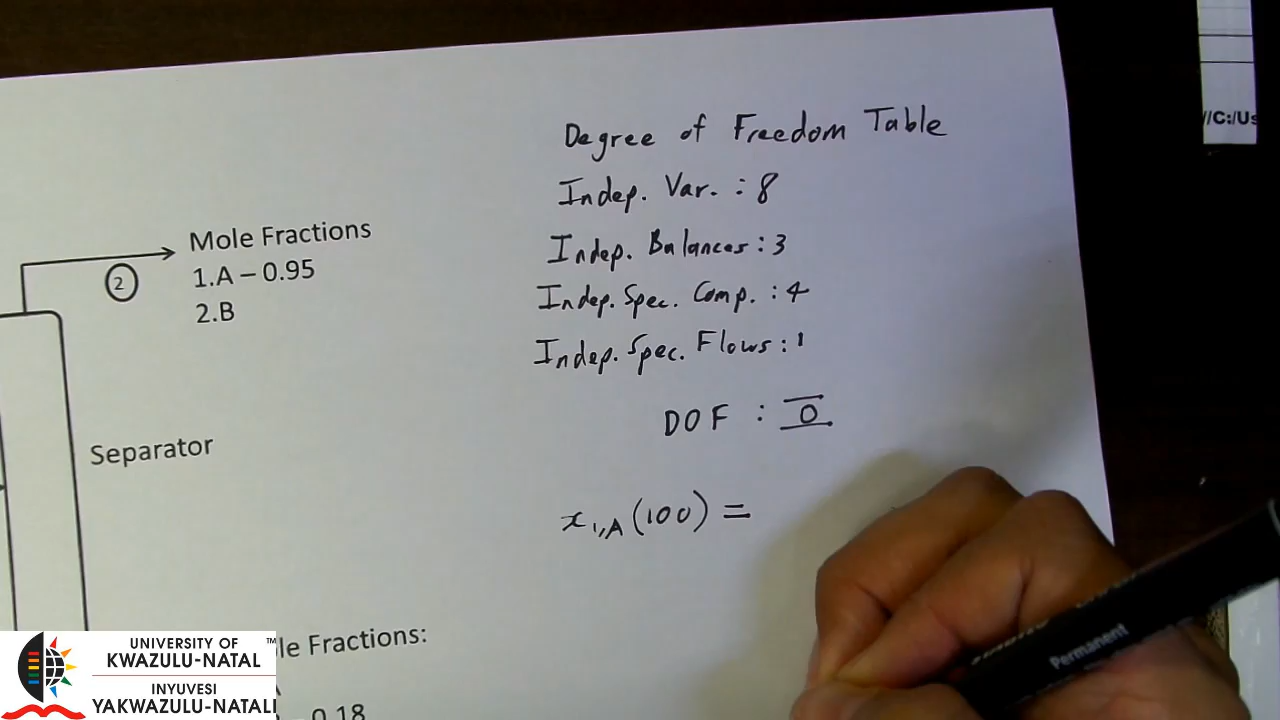 Degree of Freedom Table
Indep. Var. : 8
Indep. Balances : 3
Indep. Spec. Comp. : 4
Indep. Spec. Flows : 1
DOF : 0
x1,A (100) =
Mole Fractions
1.A – 0.95
2.B
2
Separator
le Fractions:
0.18
//C:/Us
Permanent
UNIVERSITY OF ™
KWAZULU-NATAL
INYUVESI
YAKWAZULU-NATALI